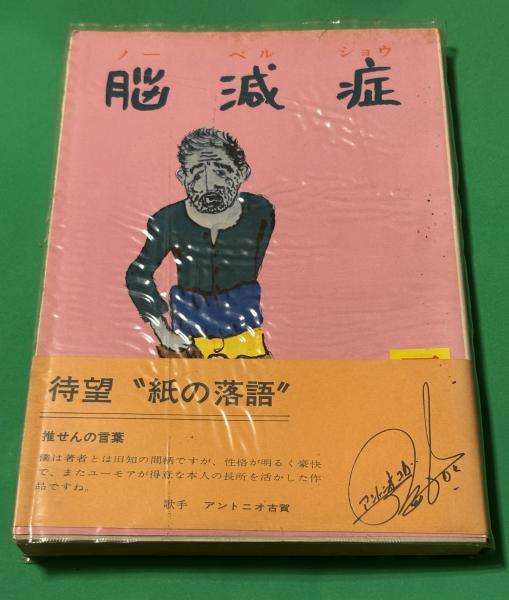 ノー ベル ショウ
脳 減 症
待望〝紙の落語〟
推せんの言葉
僕は著者とは旧知の間柄ですが、性格が明るく豪快
で、またユーモアが得意な本人の長所を活かした作
品ですね。
歌手 アントニオ古賀